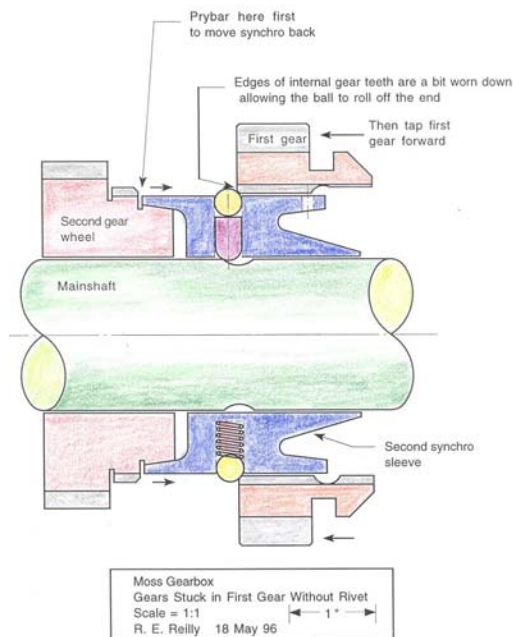 Prybar here first
to move synchro back
Edges of internal gear teeth are a bit worn down
allowing the ball to roll off the end
First gear
Then tap first
gear forward
Second gear
wheel
Mainshaft
Second synchro
sleeve
Moss Gearbox
Gears Stuck in First Gear Without Rivet
Scale = 1:1
1"
R. E. Reilly 18 May 96